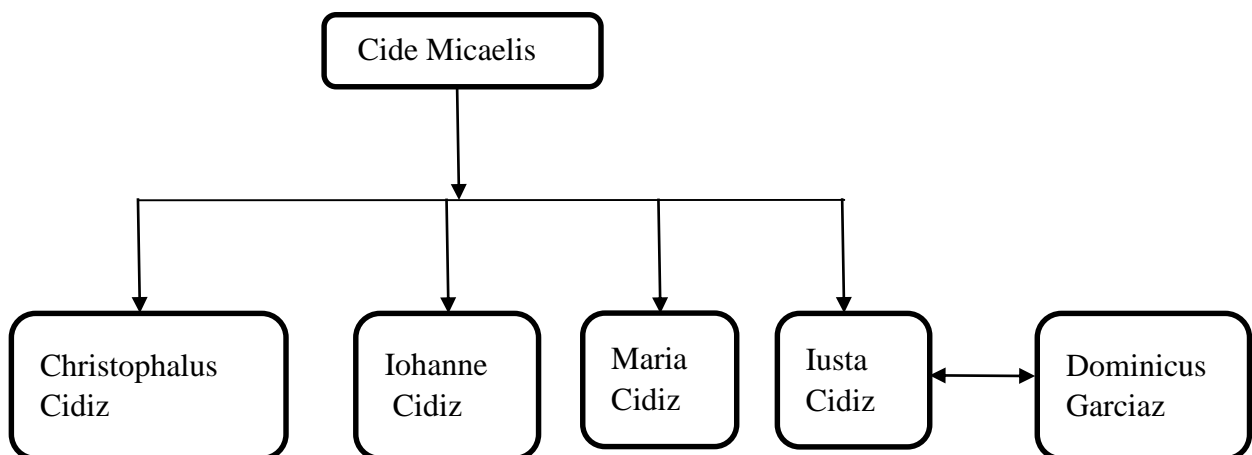 Cide Micaelis
Christophalus
Cidiz
Iohanne
Cidiz
Maria
Cidiz
Iusta
Cidiz
Dominicus
Garciaz